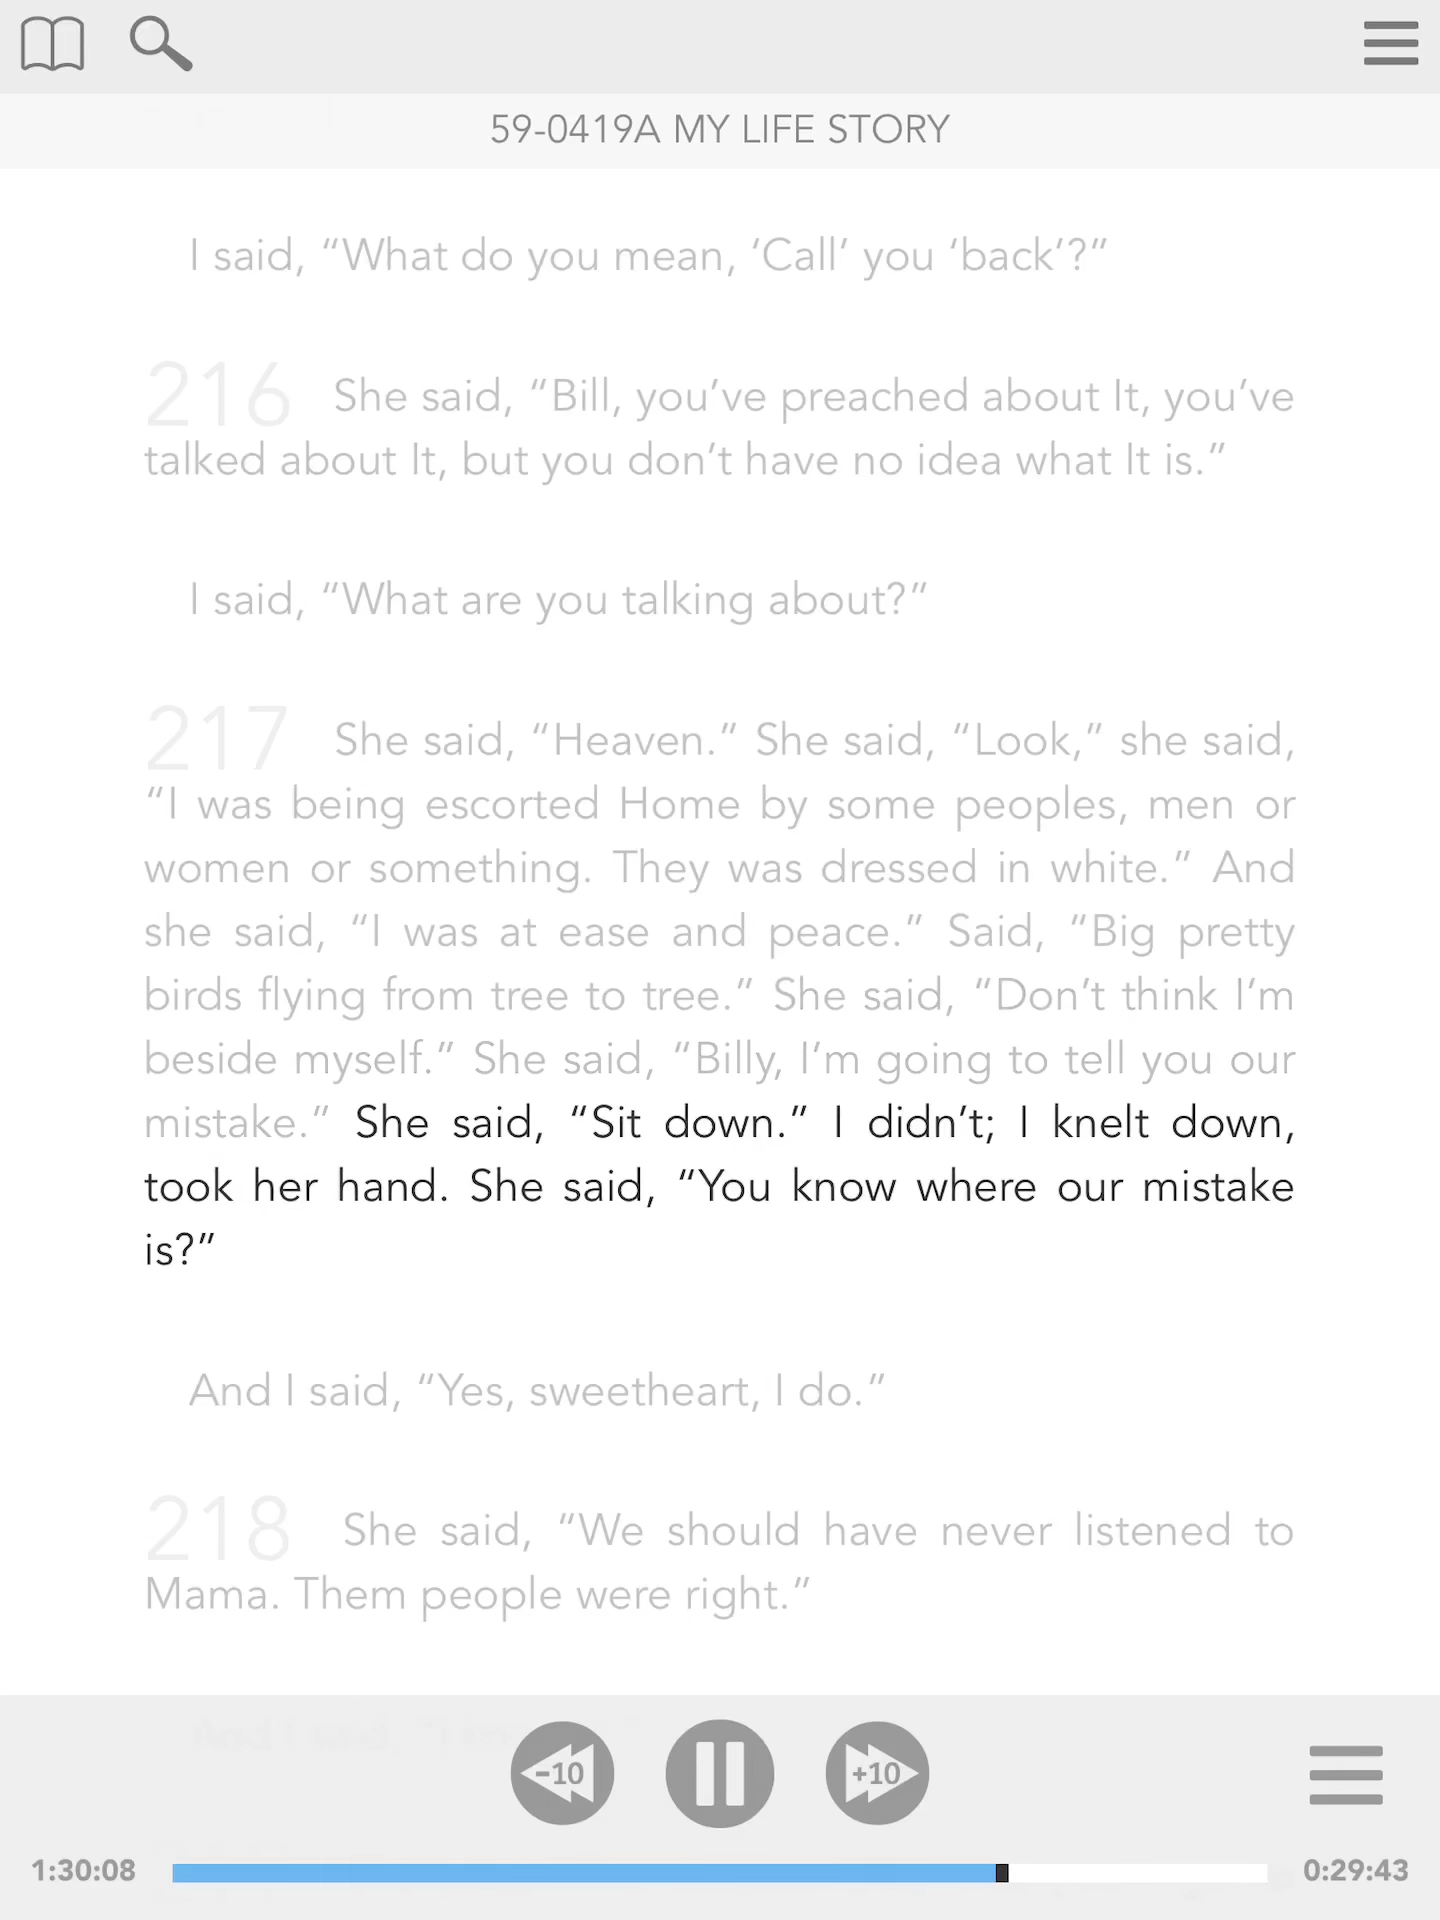 59-0419A MY LIFE STORY
I said, “What do you mean, ‘Call’ you ‘back’?”
216 She said, “Bill, you’ve preached about It, you’ve
talked about It, but you don’t have no idea what It is.”
I said, “What are you talking about?”
217 She said, “Heaven.” She said, “Look,” she said,
“I was being escorted Home by some peoples, men or
women or something. They was dressed in white.” And
she said, “I was at ease and peace.” Said, “Big pretty
birds flying from tree to tree.” She said, “Don’t think I’m
beside myself.” She said, “Billy, I’m going to tell you our
mistake.” She said, “Sit down.” I didn’t; I knelt down,
took her hand. She said, “You know where our mistake
is?”
And I said, “Yes, sweetheart, I do.”
218 She said, “We should have never listened to
Mama. Them people were right.”
And I said,
-10 +10
1:30:08 0:29:43